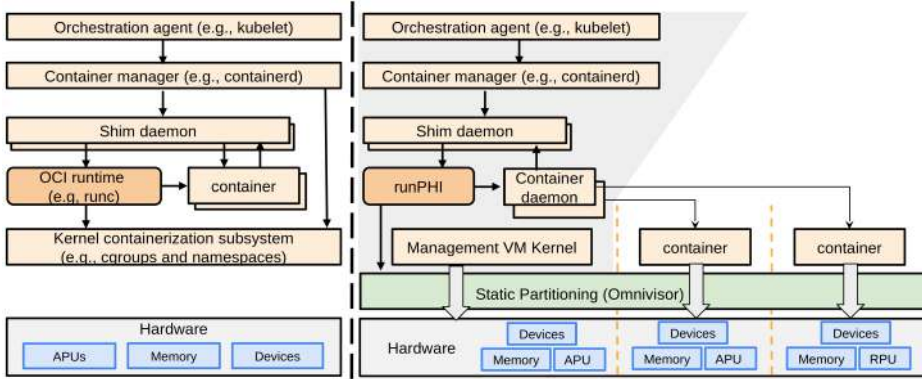 Orchestration agent (e.g., kubelet)
Container manager (e.g., containerd)
Shim daemon
OCI runtime
(e.g, runc)
container
Kernel containerization subsystem
(e.g., cgroups and namespaces)
Hardware
APUs
Memory
Devices
Orchestration agent (e.g., kubelet)
Container manager (e.g., containerd)
Shim daemon
runPHI
Container
daemon
Management VM Kernel
container
container
Static Partitioning (Omnivisor)
Hardware
Devices
Memory
APU
Devices
Memory
APU
Devices
Memory
RPU